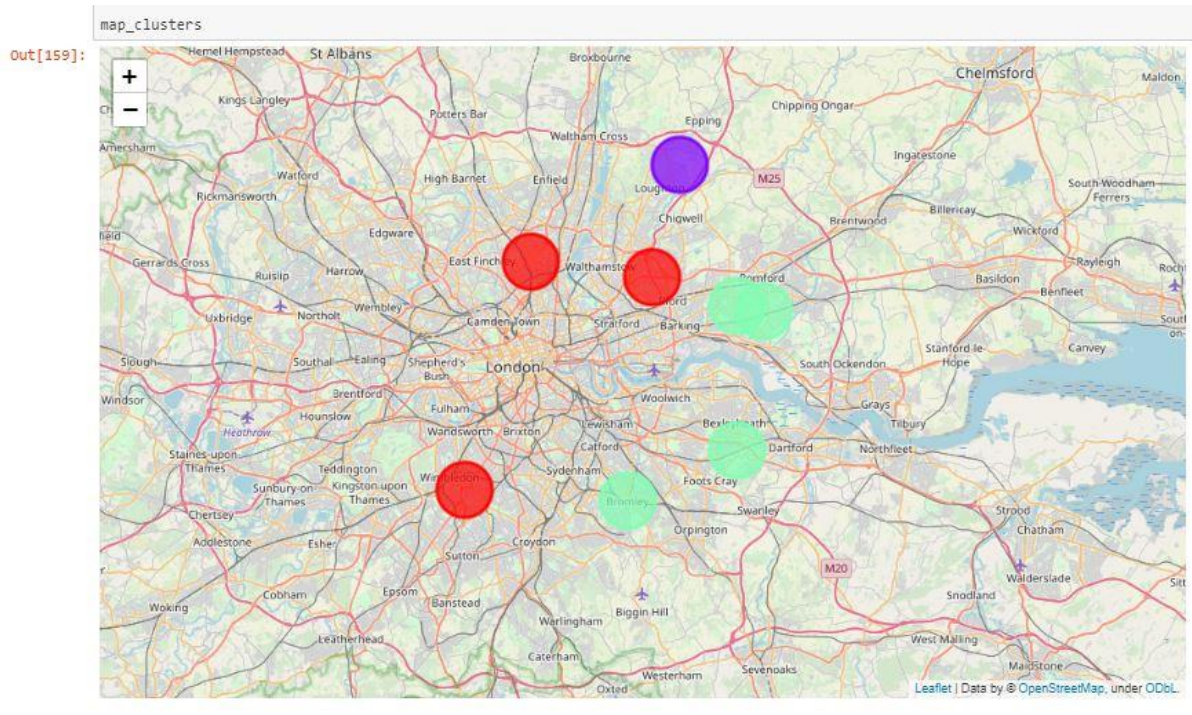 map_clusters
Out[159]:
+
−
Hemel Hempstead
St Albans
Broxbourne
Chelmsford
Maldon
Kings Langley
Potters Bar
Chipping Ongar
Epping
Waltham Cross
Amersham
Ingatestone
Watford
High Barnet
Enfield
M25
South Woodham
Ferrers
Rickmansworth
Chigwell
Billericay
Brentwood
Wickford
Edgware
Gerrards Cross
East Finchley
Walthamstow
Rayleigh
Ruislip
Harrow
Romford
Basildon
Benfleet
Uxbridge
Northolt
Wembley
Camden Town
Stratford
Barking
Stanford-le-
Hope
Canvey
Slough
Southall
Ealing
Shepherd's
Bush
London
South Ockendon
Windsor
Brentford
Woolwich
Grays
Hounslow
Fulham
Heathrow
Wandsworth
Brixton
Lewisham
Bexleyheath
Tilbury
Catford
Dartford
Northfleet
Staines-upon-
Thames
Teddington
Sydenham
Foots Cray
Sunbury-on-
Thames
Kingston upon
Thames
Wimbledon
Bromley
Swanley
Strood
Chertsey
Orpington
Chatham
Addlestone
Esher
Croydon
Sutton
M20
Walderslade
Cobham
Epsom
Banstead
Snodland
Woking
Biggin Hill
Warlingham
Leatherhead
West Malling
Caterham
Sevenoaks
Maidstone
Westerham
Oxted
Leaflet | Data by © OpenStreetMap, under ODbL.